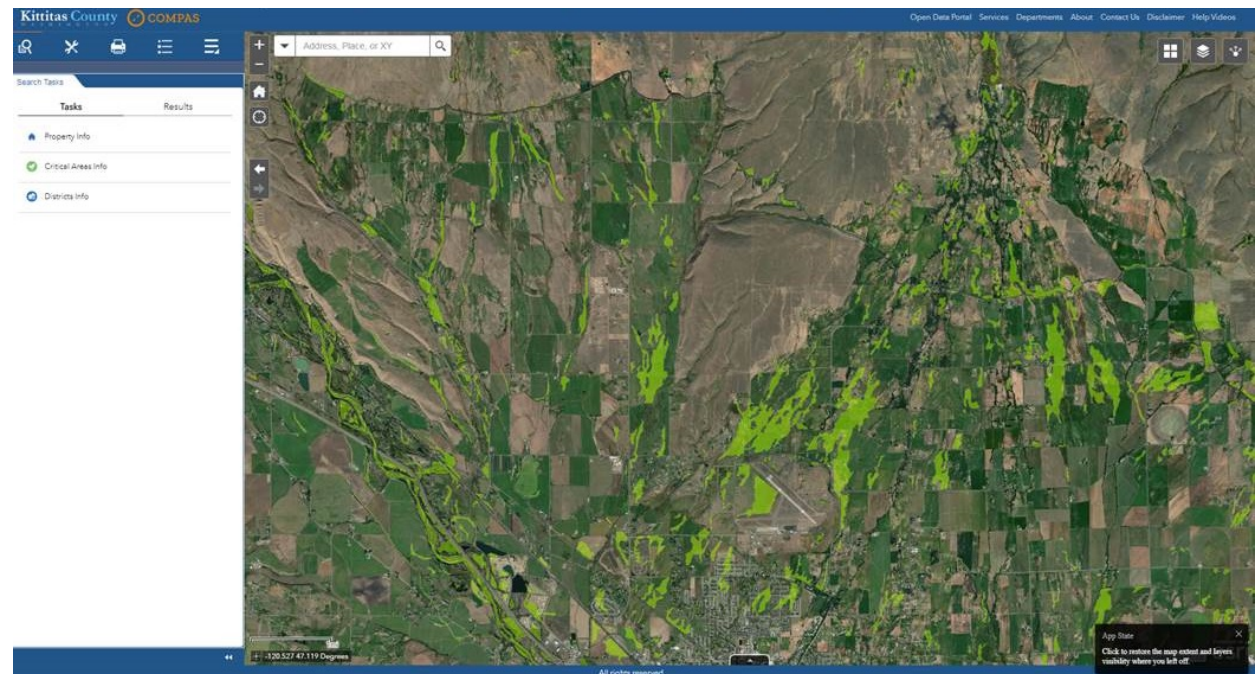 Kittitas County COMPAS
WASHINGTON
Open Data Portal Services Departments About Contact Us Disclaimer Help Videos
Address, Place, or XY
Search Tasks
Tasks Results
Property Info
Critical Areas Info
Districts Info
-120.527 47.119 Degrees
All rights reserved
App State
Click to restore the map extent and layers
visibility where you left off.